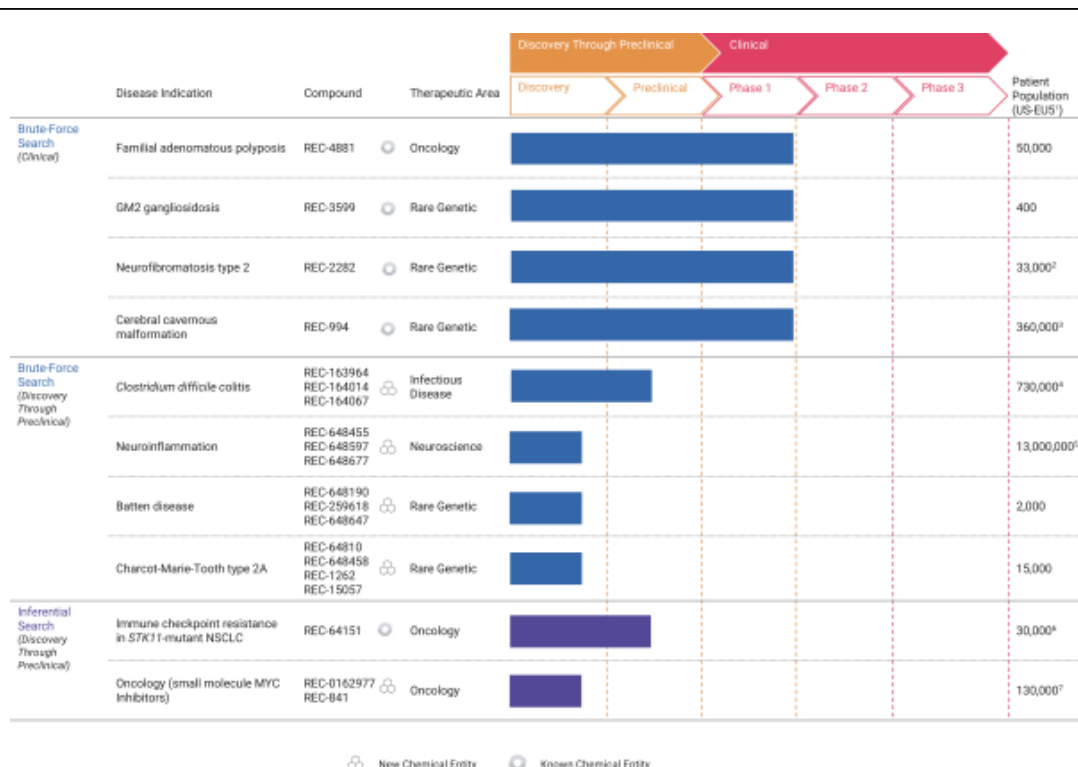 Discovery Through Preclinical Clinical
Disease Indication Compound Therapeutic Area Discovery Preclinical Phase 1 Phase 2 Phase 3 Patient
Population
(US-EU5¹)
Brute-Force
Search
(Clinical)
Familial adenomatous polyposis REC-4881 Oncology 50,000
GM2 gangliosidosis REC-3599 Rare Genetic 400
Neurofibromatosis type 2 REC-2282 Rare Genetic 33,000²
Cerebral cavernous
malformation REC-994 Rare Genetic 360,000³
Brute-Force
Search
(Discovery
Through
Preclinical)
Clostridium difficile colitis
REC-163964
REC-164014
REC-164067
Infectious
Disease
730,000⁴
Neuroinflammation
REC-648455
REC-648597
REC-648677
Neuroscience
13,000,000⁵
Batten disease
REC-648190
REC-259618
REC-648647
Rare Genetic
2,000
Charcot-Marie-Tooth type 2A
REC-64810
REC-648458
REC-1262
REC-15057
Rare Genetic
15,000
Inferential
Search
(Discovery
Through
Preclinical)
Immune checkpoint resistance
in STK11-mutant NSCLC
REC-64151
Oncology
30,000⁶
Oncology (small molecule MYC
Inhibitors)
REC-0162977
REC-841
Oncology
130,000⁷
New Chemical Entity Known Chemical Entity